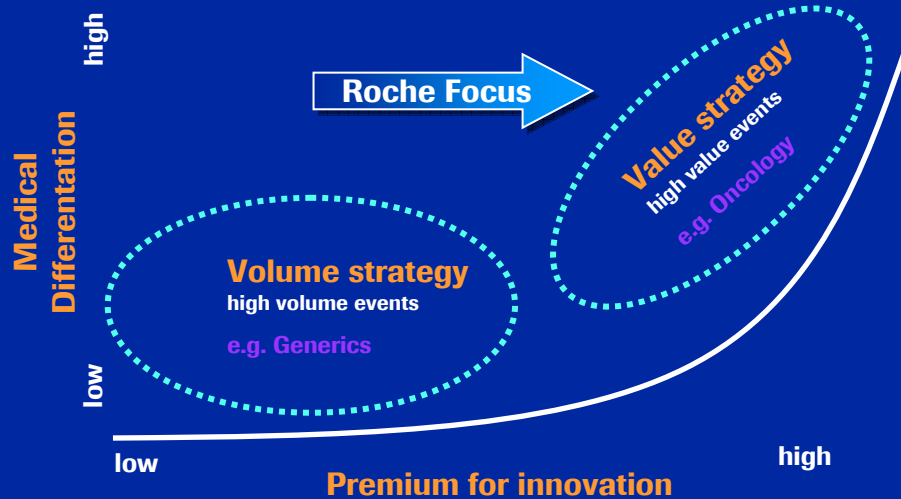 high
Roche Focus
Value strategy
high value events
e.g. Oncology
Medical
Differentation
Volume strategy
high volume events
e.g. Generics
low
low
high
Premium for innovation